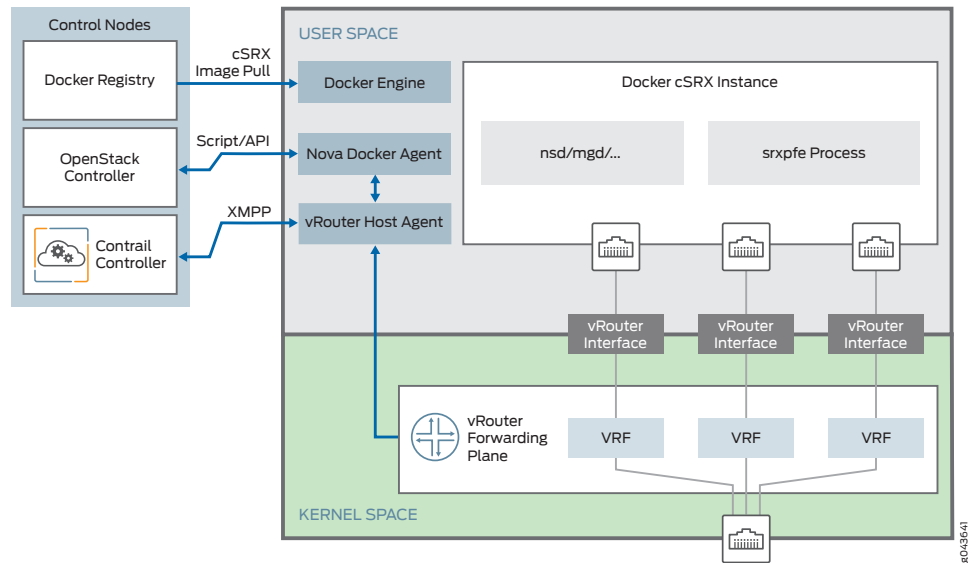 Control Nodes
Docker Registry
OpenStack
Controller
Contrail
Controller
cSRX
Image Pull
Script/API
XMPP
USER SPACE
Docker Engine
Nova Docker Agent
vRouter Host Agent
Docker cSRX Instance
nsd/mgd/...
srxpfe Process
vRouter
Interface
vRouter
Interface
vRouter
Interface
vRouter
Forwarding
Plane
VRF
VRF
VRF
KERNEL SPACE
g043641